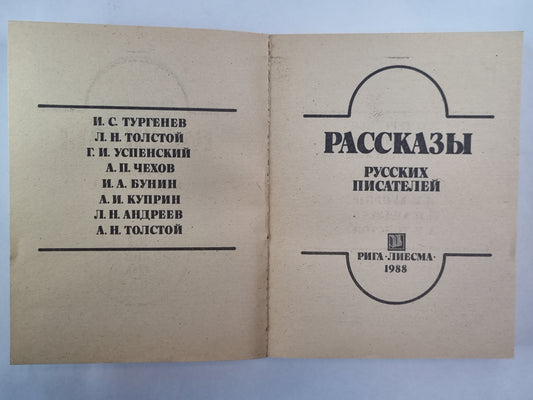 И. С. ТУРГЕНЕВ
Л. Н. ТОЛСТОЙ
Г. И. УСПЕНСКИЙ
А. П. ЧЕХОВ
И. А. БУНИН
А. И. КУПРИН
Л. Н. АНДРЕЕВ
А. Н. ТОЛСТОЙ
РАССКАЗЫ
РУССКИХ
ПИСАТЕЛЕЙ
РИГА ·ЛИЕСМА·
1988